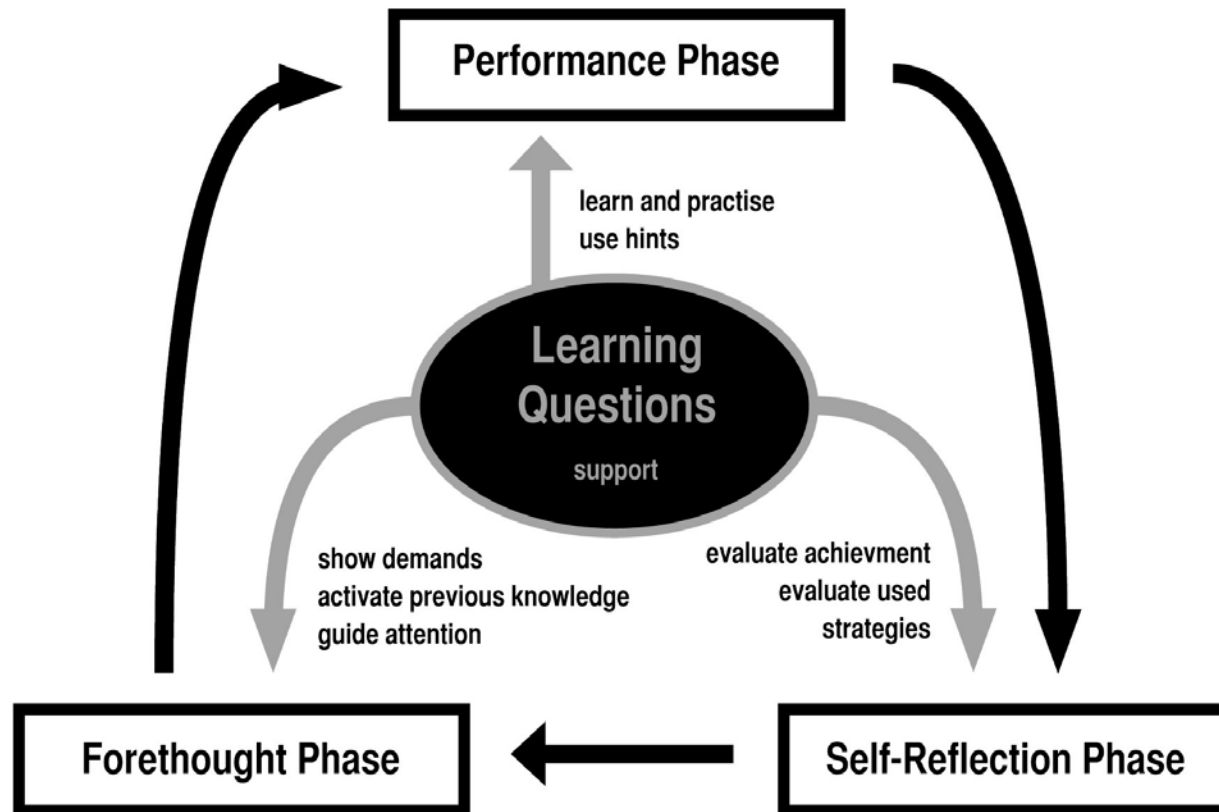 Performance Phase
learn and practise
use hints
Learning
Questions
support
show demands
activate previous knowledge
guide attention
evaluate achievment
evaluate used
strategies
Forethought Phase
Self-Reflection Phase